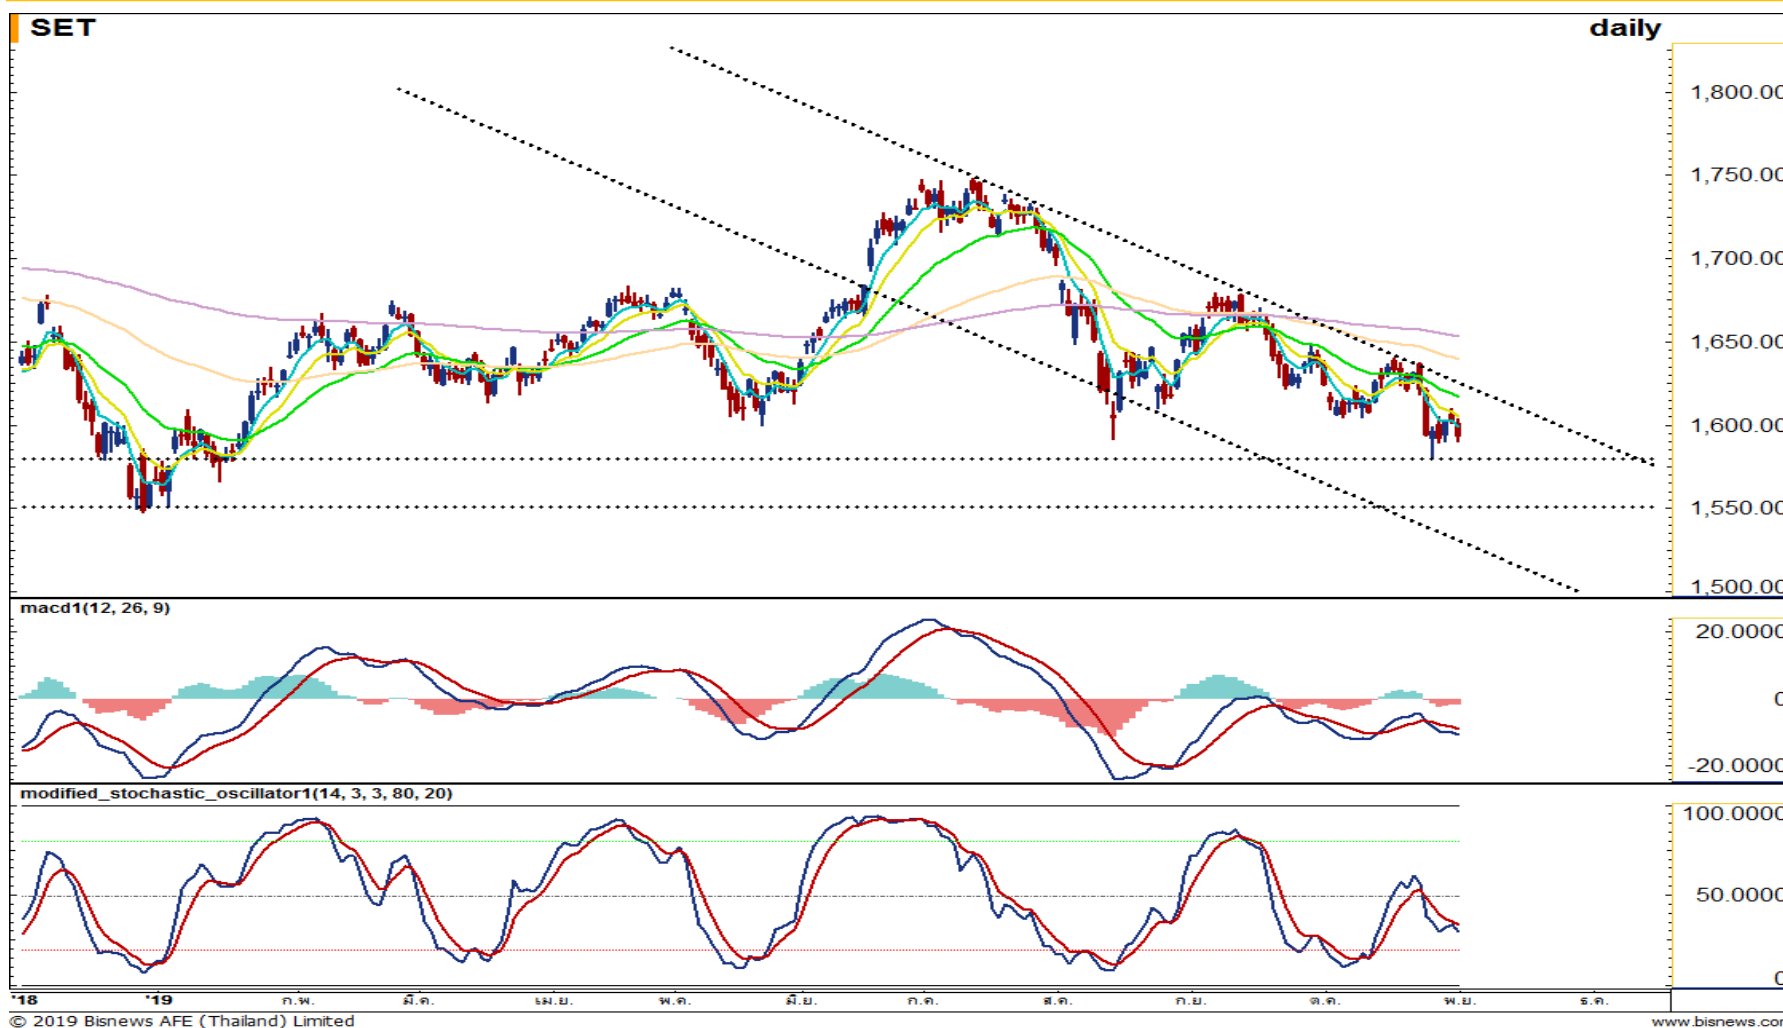 SET daily
1,800.00
1,750.00
1,700.00
1,650.00
1,600.00
1,550.00
1,500.00
macd1(12, 26, 9)
20.0000
0
-20.0000
modified_stochastic_oscillator1(14, 3, 3, 80, 20)
100.0000
50.0000
0
'18 '19 ก.พ. มี.ค. เม.ย. พ.ค. มิ.ย. ก.ค. ส.ค. ก.ย. ต.ค. พ.ย. ธ.ค.
© 2019 Bisnews AFE (Thailand) Limited www.bisnews.com